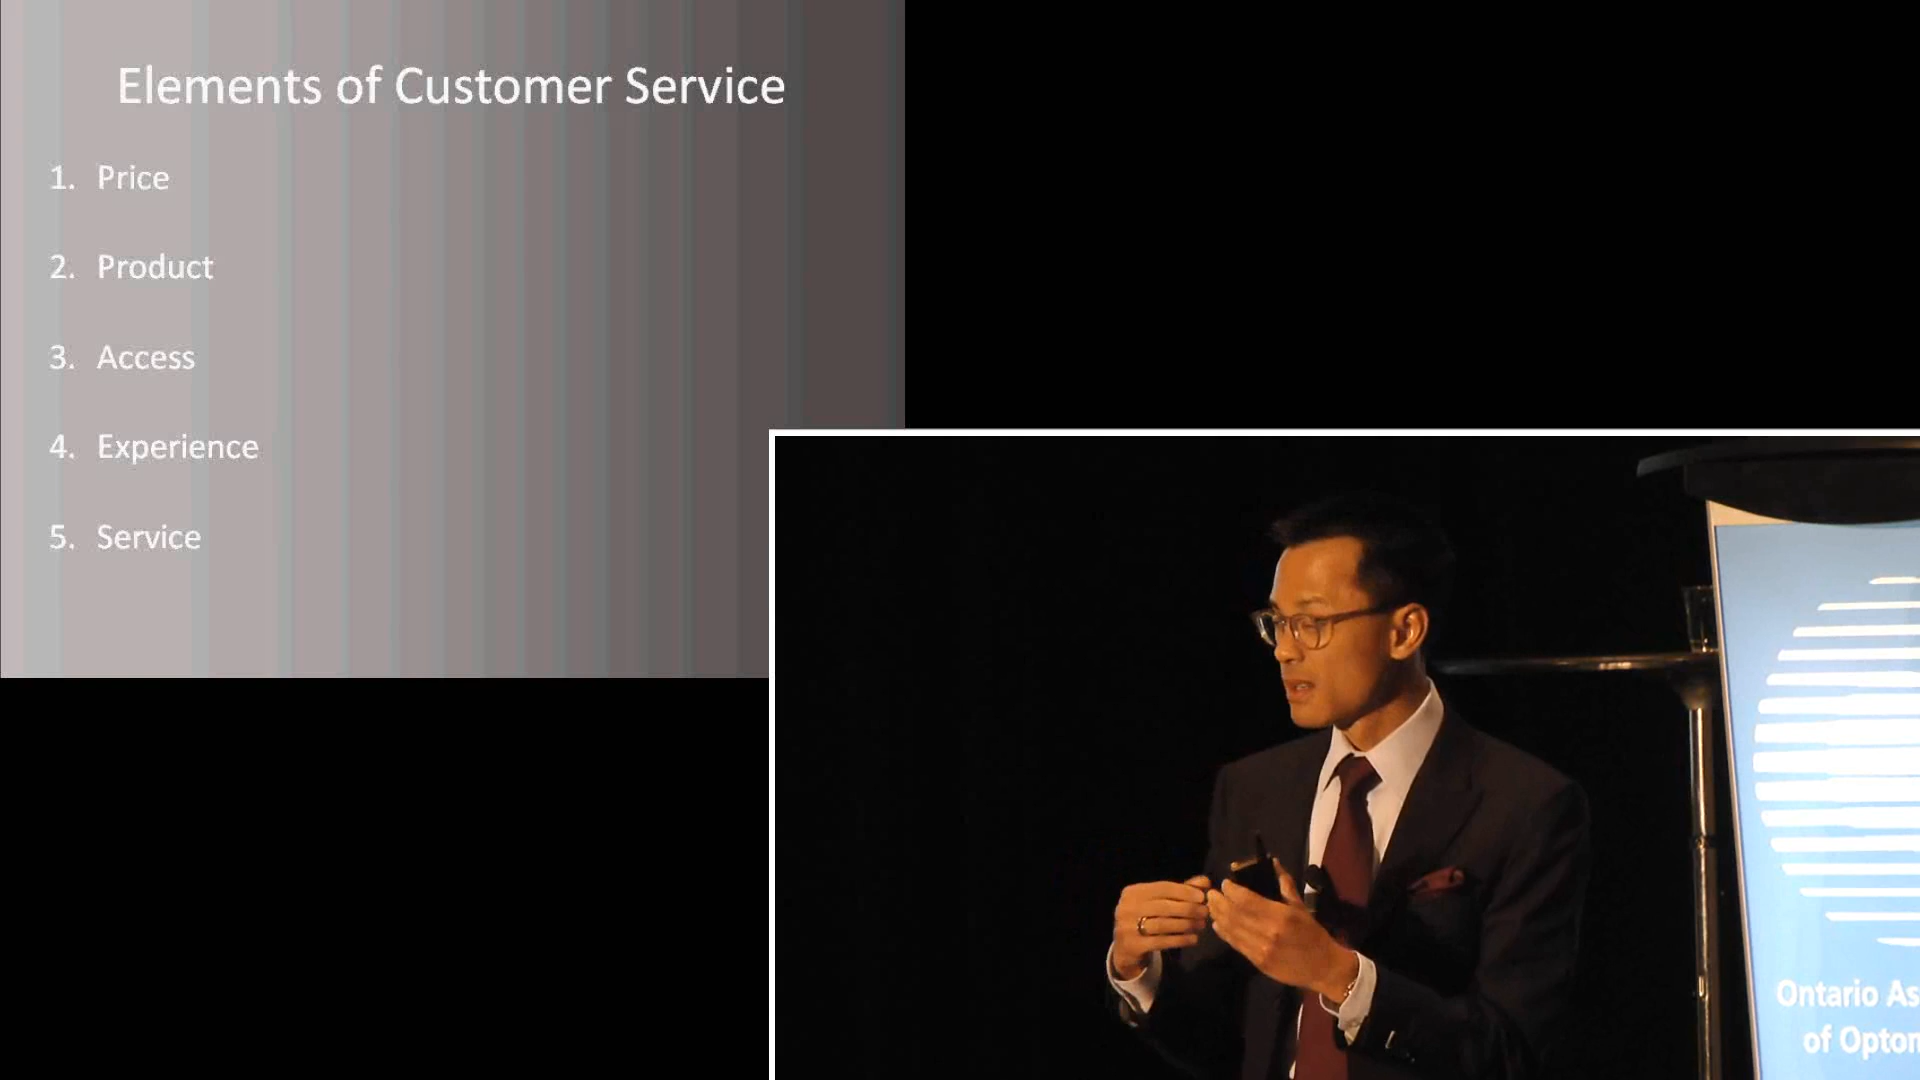 Elements of Customer Service
1. Price
2. Product
3. Access
4. Experience
5. Service
Ontario As
of Optom